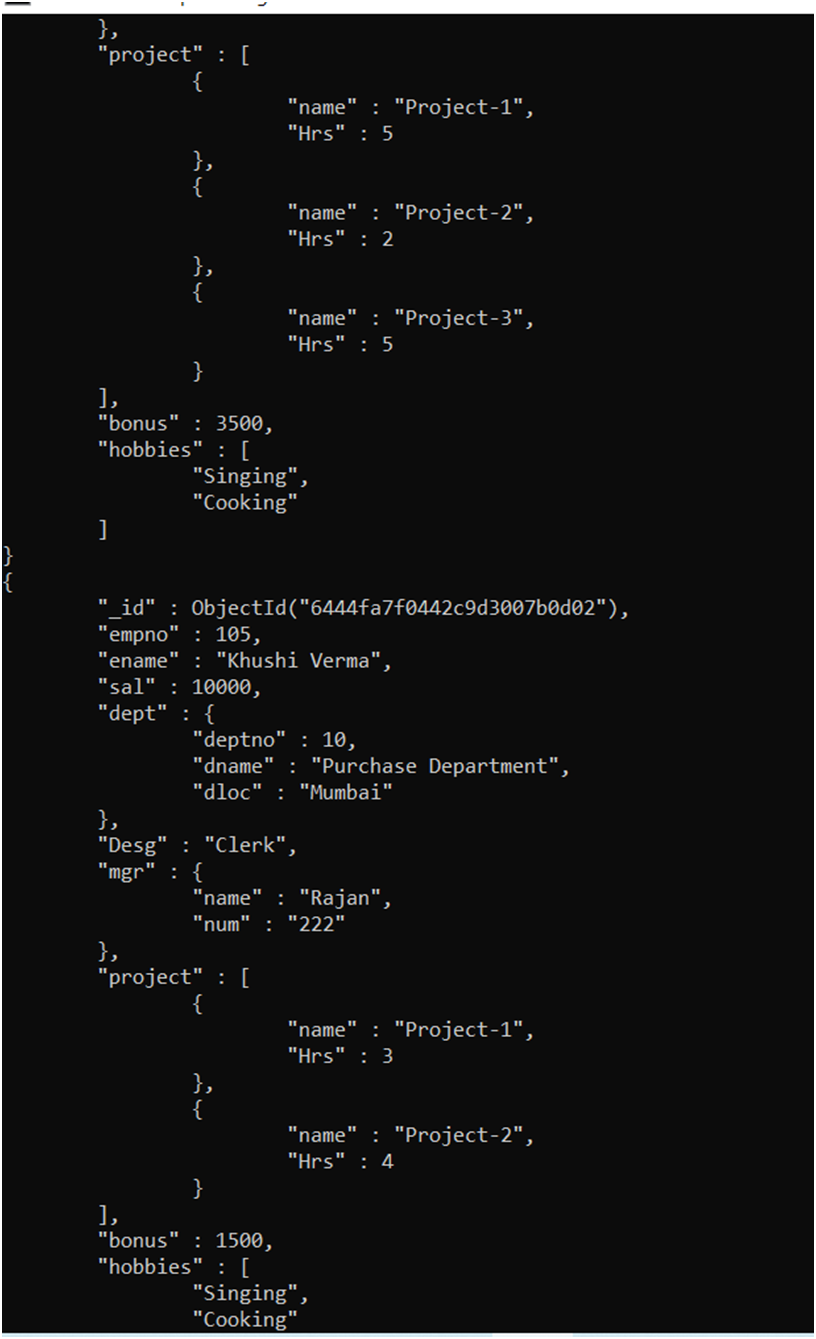 },
"project" : [
{
"name" : "Project-1",
"Hrs" : 5
},
{
"name" : "Project-2",
"Hrs" : 2
},
{
"name" : "Project-3",
"Hrs" : 5
}
],
"bonus" : 3500,
"hobbies" : [
"Singing",
"Cooking"
]
}
{
"_id" : ObjectId("6444fa7f0442c9d3007b0d02"),
"empno" : 105,
"ename" : "Khushi Verma",
"sal" : 10000,
"dept" : {
"deptno" : 10,
"dname" : "Purchase Department",
"dloc" : "Mumbai"
},
"Desg" : "Clerk",
"mgr" : {
"name" : "Rajan",
"num" : "222"
},
"project" : [
{
"name" : "Project-1",
"Hrs" : 3
},
{
"name" : "Project-2",
"Hrs" : 4
}
],
"bonus" : 1500,
"hobbies" : [
"Singing",
"Cooking"